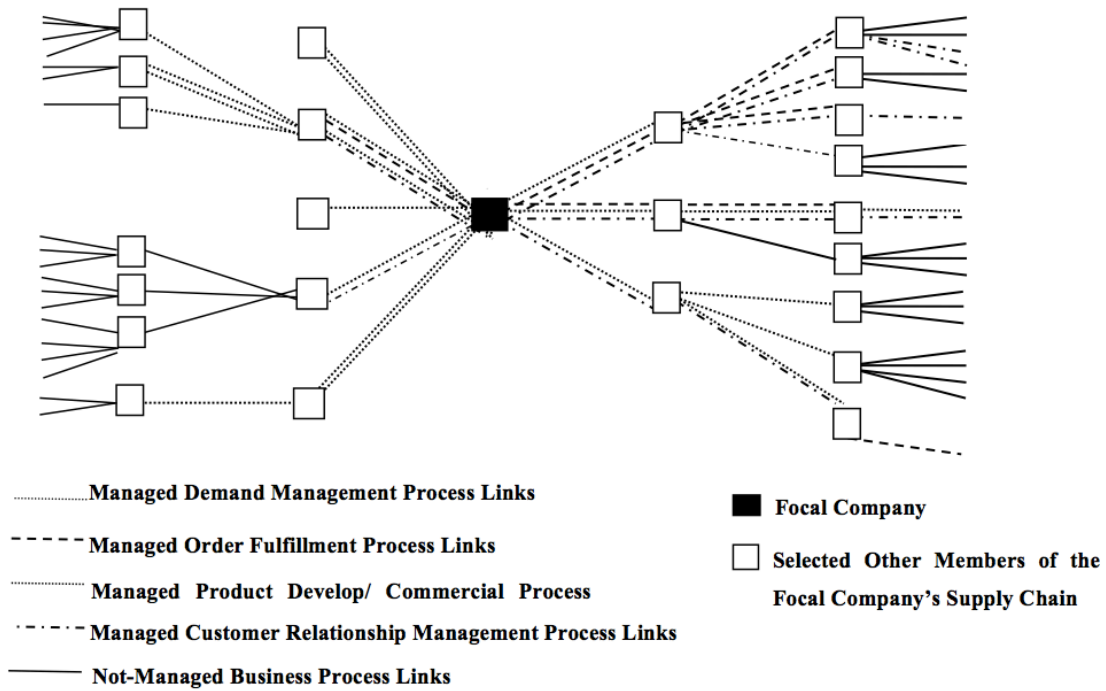 Managed Demand Management Process Links
Managed Order Fulfillment Process Links
Managed Product Develop/ Commercial Process
Managed Customer Relationship Management Process Links
Not-Managed Business Process Links
Focal Company
Selected Other Members of the
Focal Company's Supply Chain